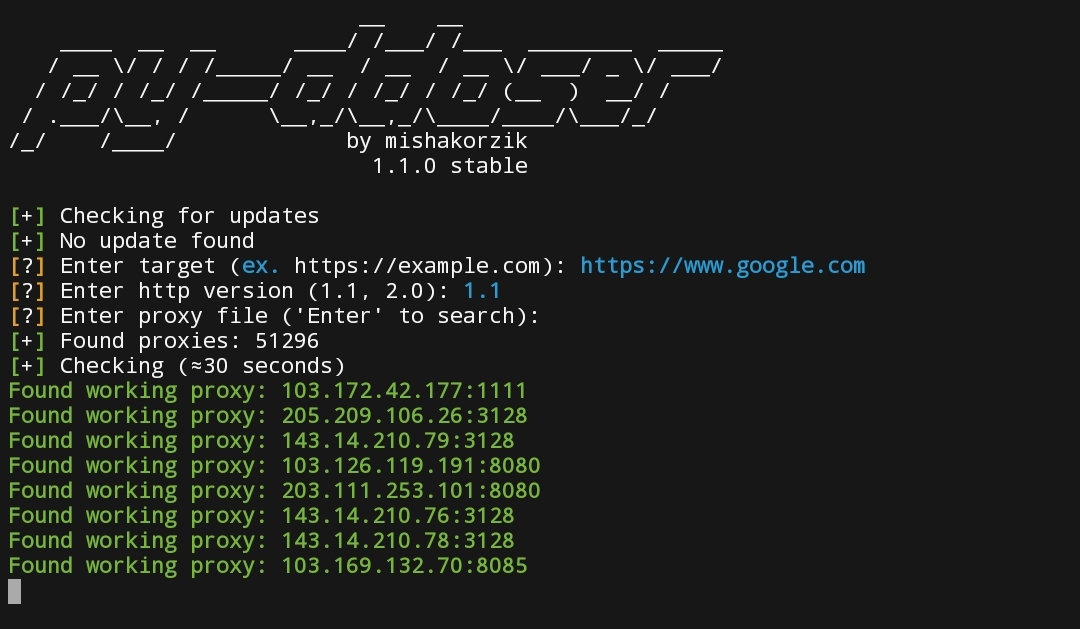 py-ddoser
by mishakorzik
1.1.0 stable
[+] Checking for updates
[+] No update found
[?] Enter target (ex. https://example.com): https://www.google.com
[?] Enter http version (1.1, 2.0): 1.1
[?] Enter proxy file ('Enter' to search):
[+] Found proxies: 51296
[+] Checking (≈30 seconds)
Found working proxy: 103.172.42.177:1111
Found working proxy: 205.209.106.26:3128
Found working proxy: 143.14.210.79:3128
Found working proxy: 103.126.119.191:8080
Found working proxy: 203.111.253.101:8080
Found working proxy: 143.14.210.76:3128
Found working proxy: 143.14.210.78:3128
Found working proxy: 103.169.132.70:8085